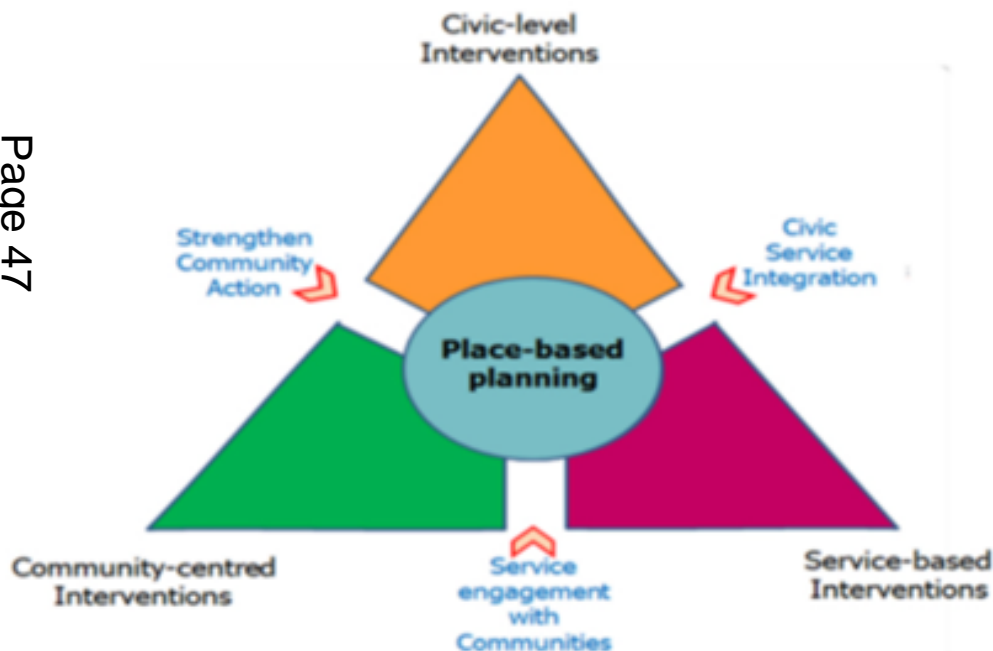 Civic-level
Interventions
Page 47
Strengthen
Community
Action
Civic
Service
Integration
Place-based
planning
Community-centred
Interventions
Service
engagement
with
Communities
Service-based
Interventions